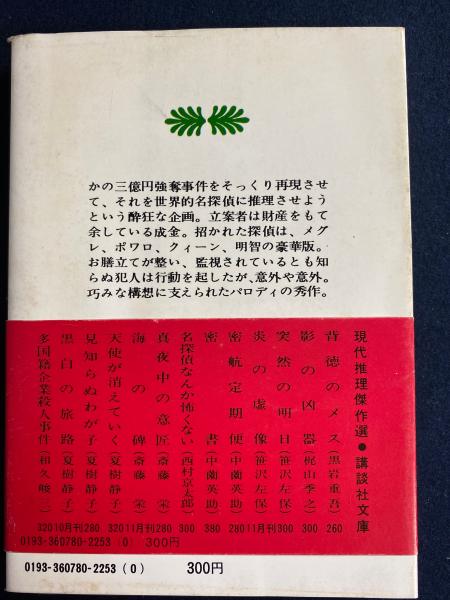 かの三億円強奪事件をそっくり再現させ
て、それを世界的名探偵に推理させよう
という酔狂な企画。立案者は財産をもて
余している成金。招かれた探偵は、メグ
レ、ポワロ、クィーン、明智の豪華版。
お膳立てが整い、監視されているとも知
らぬ犯人は行動を起したが、意外や意外。
巧みな構想に支えられたパロディの秀作。
現代推理傑作選●講談社文庫
背徳のメス(黒岩重吾) 260
影の凶器(梶山季之) 300
突然の明日(笹沢左保) 300
炎の虚像(笹沢左保) 11月刊
密航定期便(中薗英助) 280
密書(中薗英助) 380
名探偵なんか怖くない(西村京太郎) 300
真夜中の意匠(斎藤栄) 280
海の碑(斎藤栄) 11月刊
天使が消えていく(夏樹静子) 320
見知らぬわが子(夏樹静子) 280
黒白の旅路(夏樹静子) 10月刊
多国籍企業殺人事件(和久峻三) 320
0193-360780-2253 (0) 300円
0193-360780-2253 (0) 300円